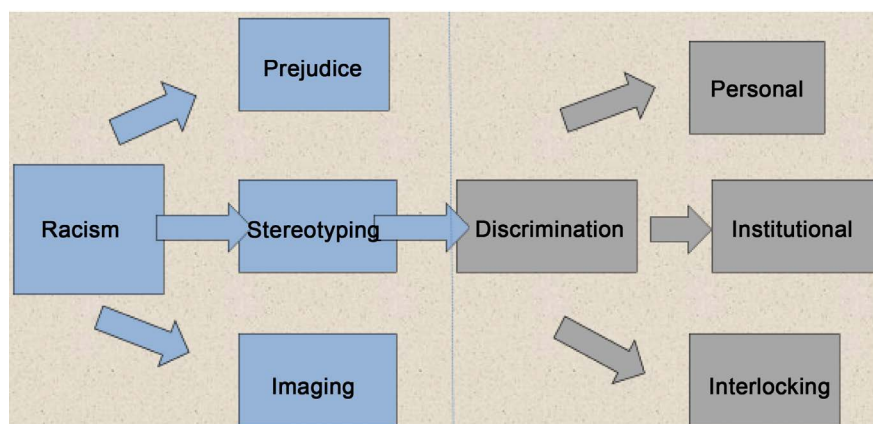 Prejudice
Personal
Racism
Stereotyping
Discrimination
Institutional
Imaging
Interlocking